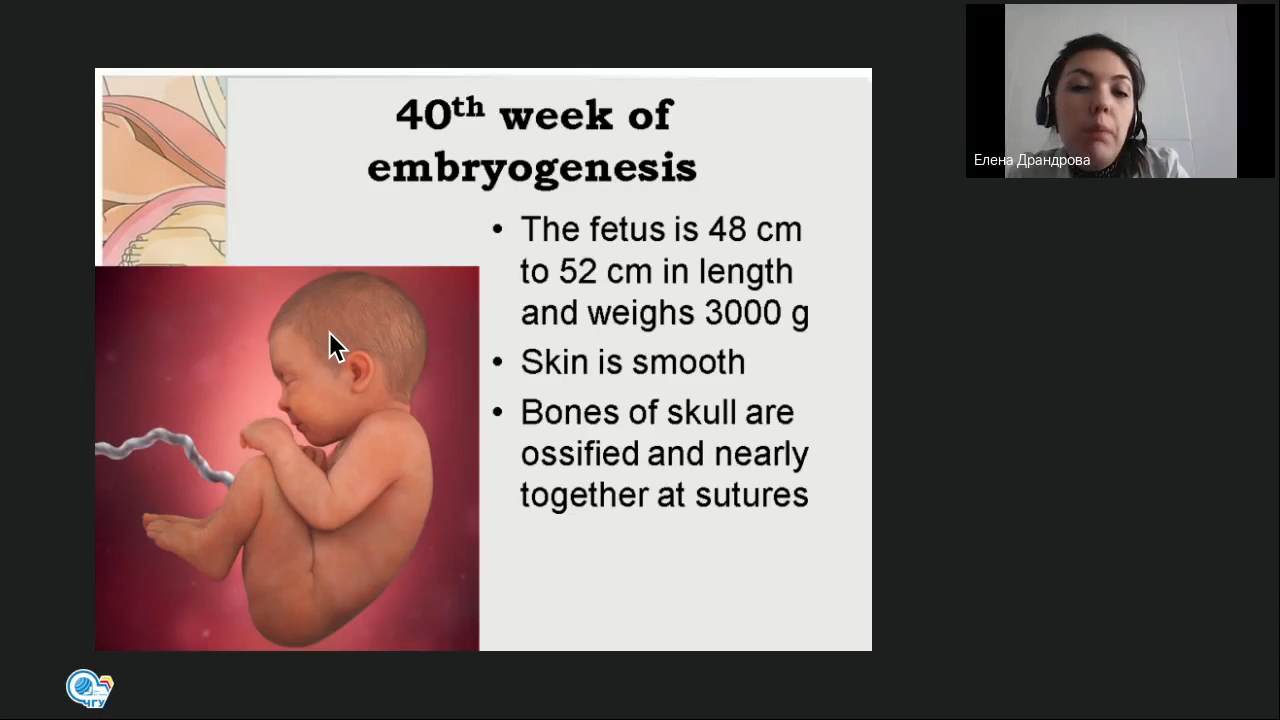 40th week of
embryogenesis
• The fetus is 48 cm
to 52 cm in length
and weighs 3000 g
• Skin is smooth
• Bones of skull are
ossified and nearly
together at sutures
Елена Драндрова
ЧГУ